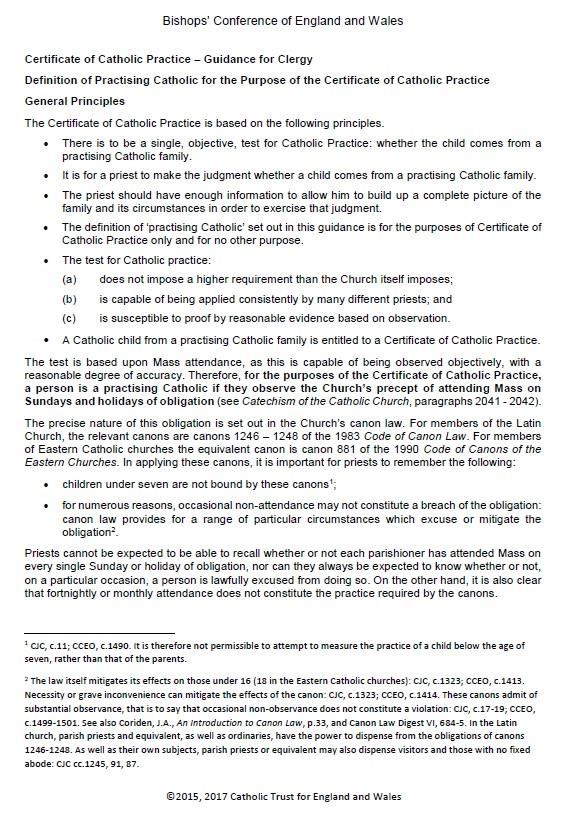 Bishops' Conference of England and Wales
Certificate of Catholic Practice – Guidance for Clergy
Definition of Practising Catholic for the Purpose of the Certificate of Catholic Practice
General Principles
The Certificate of Catholic Practice is based on the following principles.
• There is to be a single, objective, test for Catholic Practice: whether the child comes from a
practising Catholic family.
• It is for a priest to make the judgment whether a child comes from a practising Catholic family.
• The priest should have enough information to allow him to build up a complete picture of the
family and its circumstances in order to exercise that judgment.
• The definition of 'practising Catholic' set out in this guidance is for the purposes of Certificate of
Catholic Practice only and for no other purpose.
• The test for Catholic practice:
(a) does not impose a higher requirement than the Church itself imposes;
(b) is capable of being applied consistently by many different priests; and
(c) is susceptible to proof by reasonable evidence based on observation.
• A Catholic child from a practising Catholic family is entitled to a Certificate of Catholic Practice.
The test is based upon Mass attendance, as this is capable of being observed objectively, with a
reasonable degree of accuracy. Therefore, for the purposes of the Certificate of Catholic Practice,
a person is a practising Catholic if they observe the Church's precept of attending Mass on
Sundays and holidays of obligation (see Catechism of the Catholic Church, paragraphs 2041 - 2042).
The precise nature of this obligation is set out in the Church's canon law. For members of the Latin
Church, the relevant canons are canons 1246 – 1248 of the 1983 Code of Canon Law. For members
of Eastern Catholic churches the equivalent canon is canon 881 of the 1990 Code of Canons of the
Eastern Churches. In applying these canons, it is important for priests to remember the following:
• children under seven are not bound by these canons¹;
• for numerous reasons, occasional non-attendance may not constitute a breach of the obligation:
canon law provides for a range of particular circumstances which excuse or mitigate the
obligation².
Priests cannot be expected to be able to recall whether or not each parishioner has attended Mass on
every single Sunday or holiday of obligation, nor can they always be expected to know whether or not,
on a particular occasion, a person is lawfully excused from doing so. On the other hand, it is also clear
that fortnightly or monthly attendance does not constitute the practice required by the canons.
¹ CJC, c.11; CCEO, c.1490. It is therefore not permissible to attempt to measure the practice of a child below the age of
seven, rather than that of the parents.
² The law itself mitigates its effects on those under 16 (18 in the Eastern Catholic churches): CJC, c.1323; CCEO, c.1413.
Necessity or grave inconvenience can mitigate the effects of the canon: CJC, c.1323; CCEO, c.1414. These canons admit of
substantial observance, that is to say that occasional non-observance does not constitute a violation: CJC, c.17-19; CCEO,
c.1499-1501. See also Coriden, J.A., An Introduction to Canon Law, p.33, and Canon Law Digest VI, 684-5. In the Latin
church, parish priests and equivalent, as well as ordinaries, have the power to dispense from the obligations of canons
1246-1248. As well as their own subjects, parish priests or equivalent may also dispense visitors and those with no fixed
abode: CJC cc.1245, 91, 87.
©2015, 2017 Catholic Trust for England and Wales